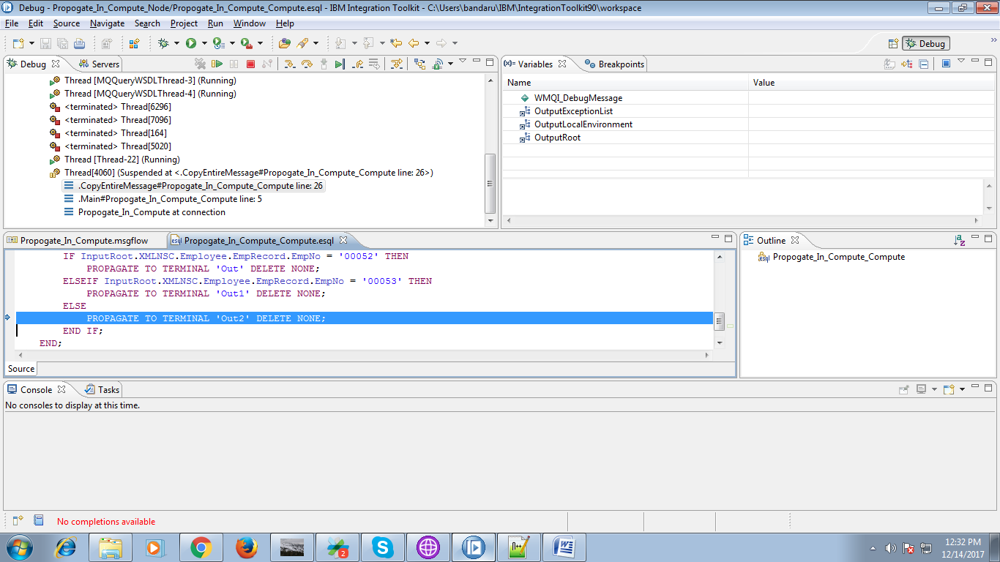 Debug - Propogate_In_Compute_Node/Propogate_In_Compute_Compute.esql - IBM Integration Toolkit - C:\Users\bandaru\IBM\IntegrationToolkit90\workspace
File Edit Source Navigate Search Project Run Window Help
Debug
Debug Servers
Thread [MQQueryWSDLThread-3] (Running)
Thread [MQQueryWSDLThread-4] (Running)
<terminated> Thread[6296]
<terminated> Thread[7096]
<terminated> Thread[164]
<terminated> Thread[5020]
Thread [Thread-22] (Running)
Thread[4060] (Suspended at <.CopyEntireMessage#Propogate_In_Compute_Compute line: 26>)
.CopyEntireMessage#Propogate_In_Compute_Compute line: 26
.Main#Propogate_In_Compute_Compute line: 5
Propogate_In_Compute at connection
Variables Breakpoints
Name Value
WMQI_DebugMessage
OutputExceptionList
OutputLocalEnvironment
OutputRoot
Propogate_In_Compute.msgflow Propogate_In_Compute_Compute.esql
IF InputRoot.XMLNSC.Employee.EmpRecord.EmpNo = '00052' THEN
PROPAGATE TO TERMINAL 'Out' DELETE NONE;
ELSEIF InputRoot.XMLNSC.Employee.EmpRecord.EmpNo = '00053' THEN
PROPAGATE TO TERMINAL 'Out1' DELETE NONE;
ELSE
PROPAGATE TO TERMINAL 'Out2' DELETE NONE;
END IF;
END;
Source
Outline
Propogate_In_Compute_Compute
Console Tasks
No consoles to display at this time.
No completions available
12:32 PM
12/14/2017